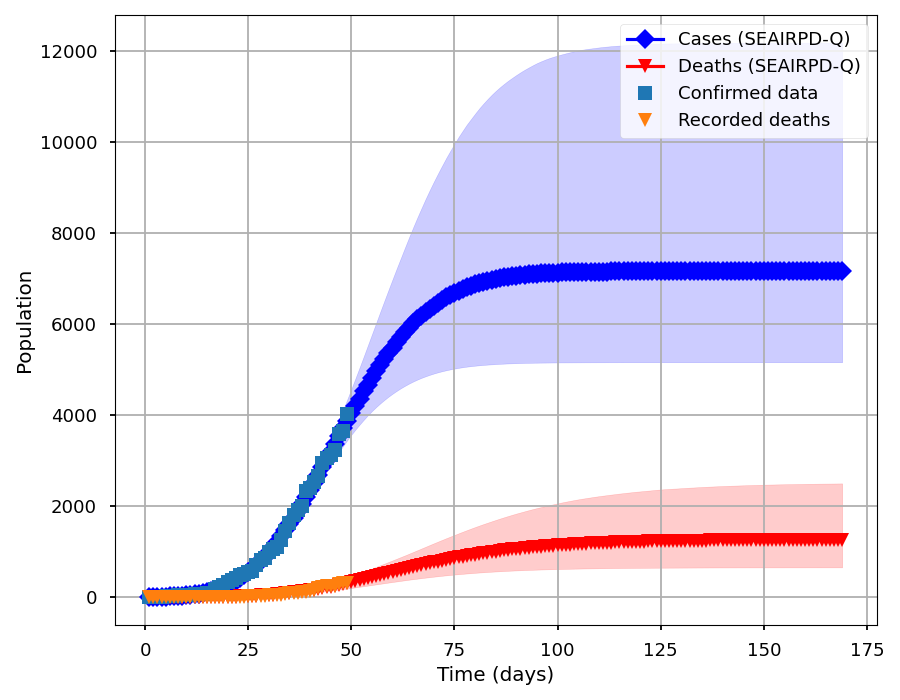 Cases (SEAIRPD-Q)
Deaths (SEAIRPD-Q)
Confirmed data
Recorded deaths
Population
12000
10000
8000
6000
4000
2000
0
0 25 50 75 100 125 150 175
Time (days)